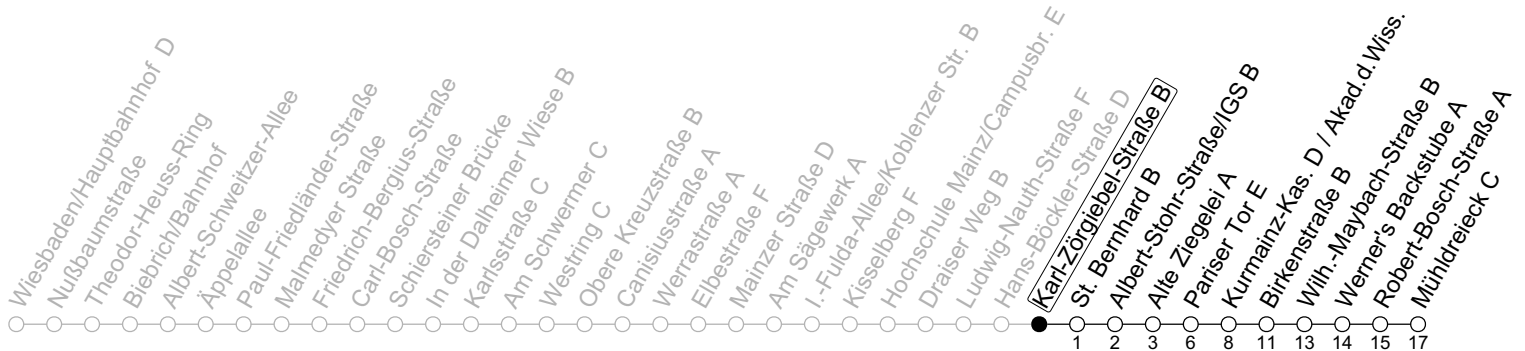 Wiesbaden/Hauptbahnhof D
Nußbaumstraße
Theodor-Heuss-Ring
Biebrich/Bahnhof
Albert-Schweitzer-Allee
Äppelallee
Paul-Friedländer-Straße
Malmedyer Straße
Friedrich-Bergius-Straße
Carl-Bosch-Straße
Schiersteiner Brücke
In der Dalheimer Wiese B
Karlsstraße C
Am Schwermer C
Westring C
Obere Kreuzstraße B
Canisiusstraße A
Werrastraße A
Elbestraße F
Mainzer Straße D
Am Sägewerk A
I.-Fulda-Allee/Koblenzer Str. B
Kisselberg F
Hochschule Mainz/Campusbr. E
Draiser Weg B
Ludwig-Nauth-Straße F
Hans-Böckler-Straße D
Karl-Zörgiebel-Straße B
St. Bernhard B
Albert-Stohr-Straße/IGS B
Alte Ziegelei A
Pariser Tor E
Kurmainz-Kas. D / Akad.d.Wiss.
Birkenstraße B
Wilh.-Maybach-Straße B
Werner's Backstube A
Robert-Bosch-Straße A
Mühldreieck C
1 2 3 6 8 11 13 14 15 17